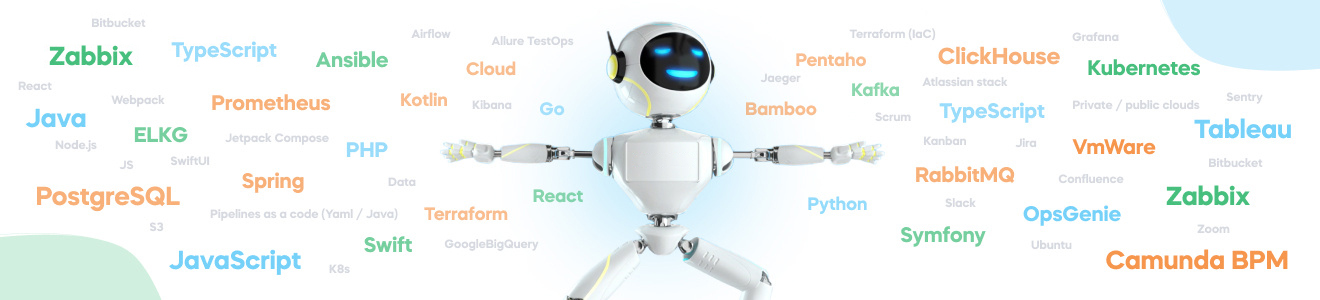 Bitbucket
Zabbix
TypeScript
Ansible
Airflow
Allure TestOps
Cloud
React
Webpack
Prometheus
Kotlin
Kibana
Go
Java
ELKG
Jetpack Compose
Node.js
JS
SwiftUI
PHP
Spring
Data
PostgreSQL
React
S3
Pipelines as a code (Yaml / Java)
Terraform
Swift
GoogleBigQuery
JavaScript
K8s
Terraform (IaC)
Grafana
Pentaho
ClickHouse
Kubernetes
Jaeger
Kafka
Atlassian stack
Sentry
Bamboo
TypeScript
Private / public clouds
Scrum
Tableau
Kanban
Jira
VmWare
Bitbucket
RabbitMQ
Confluence
Zabbix
Python
Slack
OpsGenie
Symfony
Ubuntu
Zoom
Camunda BPM